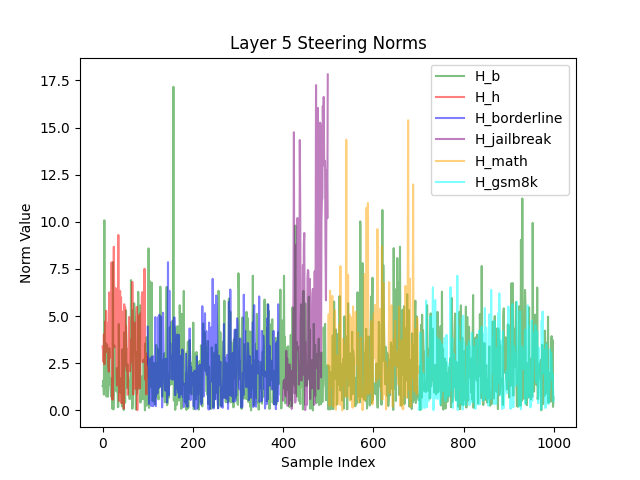 Layer 5 Steering Norms
Norm Value
17.5
15.0
12.5
10.0
7.5
5.0
2.5
0.0
H_b
H_h
H_borderline
H_jailbreak
H_math
H_gsm8k
0 200 400 600 800 1000
Sample Index